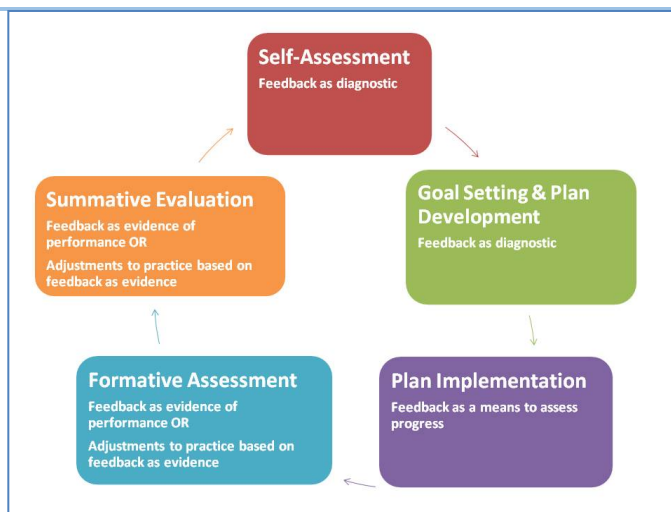 Self-Assessment
Feedback as diagnostic
Goal Setting & Plan
Development
Feedback as diagnostic
Plan Implementation
Feedback as a means to assess
progress
Formative Assessment
Feedback as evidence of
performance OR
Adjustments to practice based on
feedback as evidence
Summative Evaluation
Feedback as evidence of
performance OR
Adjustments to practice based on
feedback as evidence